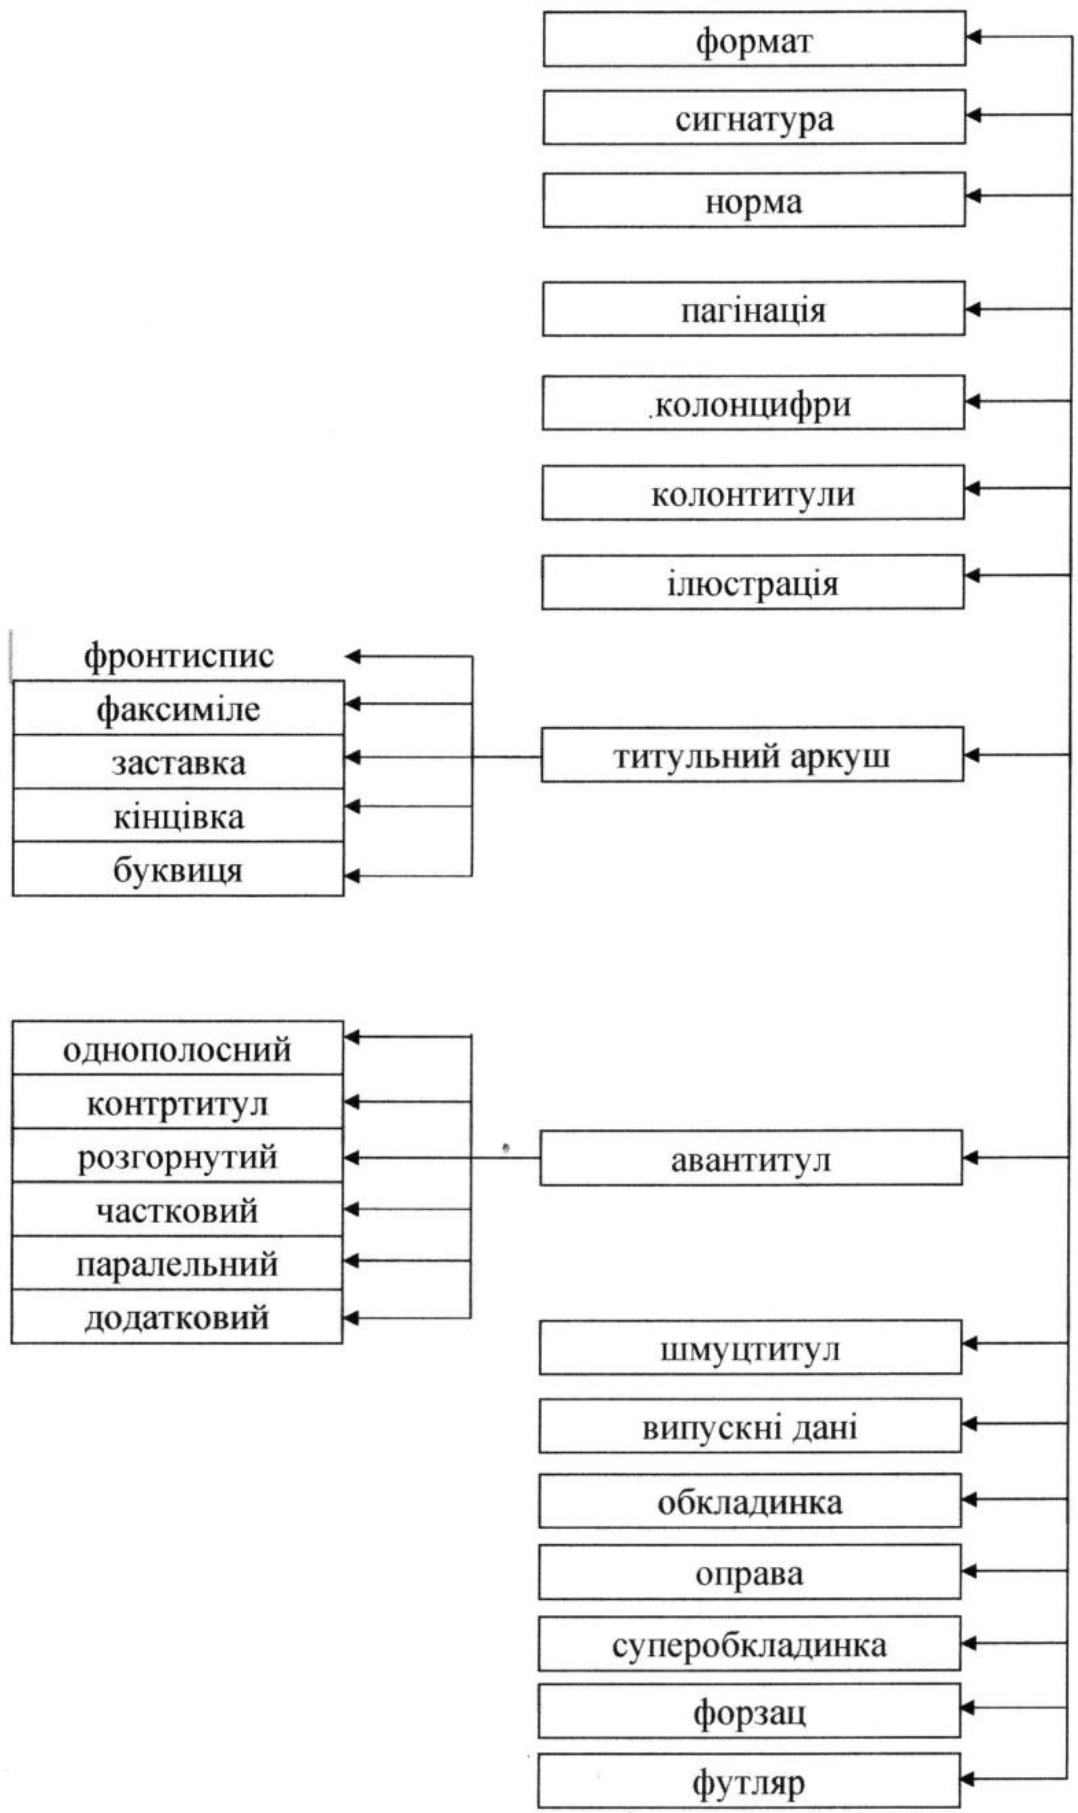 формат
сигнатура
норма
пагінація
колонцифри
колонтитули
ілюстрація
фронтиспис
факсиміле
заставка
кінцівка
буквиця
титульний аркуш
однополосний
контртитул
розгорнутий
частковий
паралельний
додатковий
авантитул
шмуцтитул
випускні дані
обкладинка
оправа
суперобкладинка
форзац
футляр